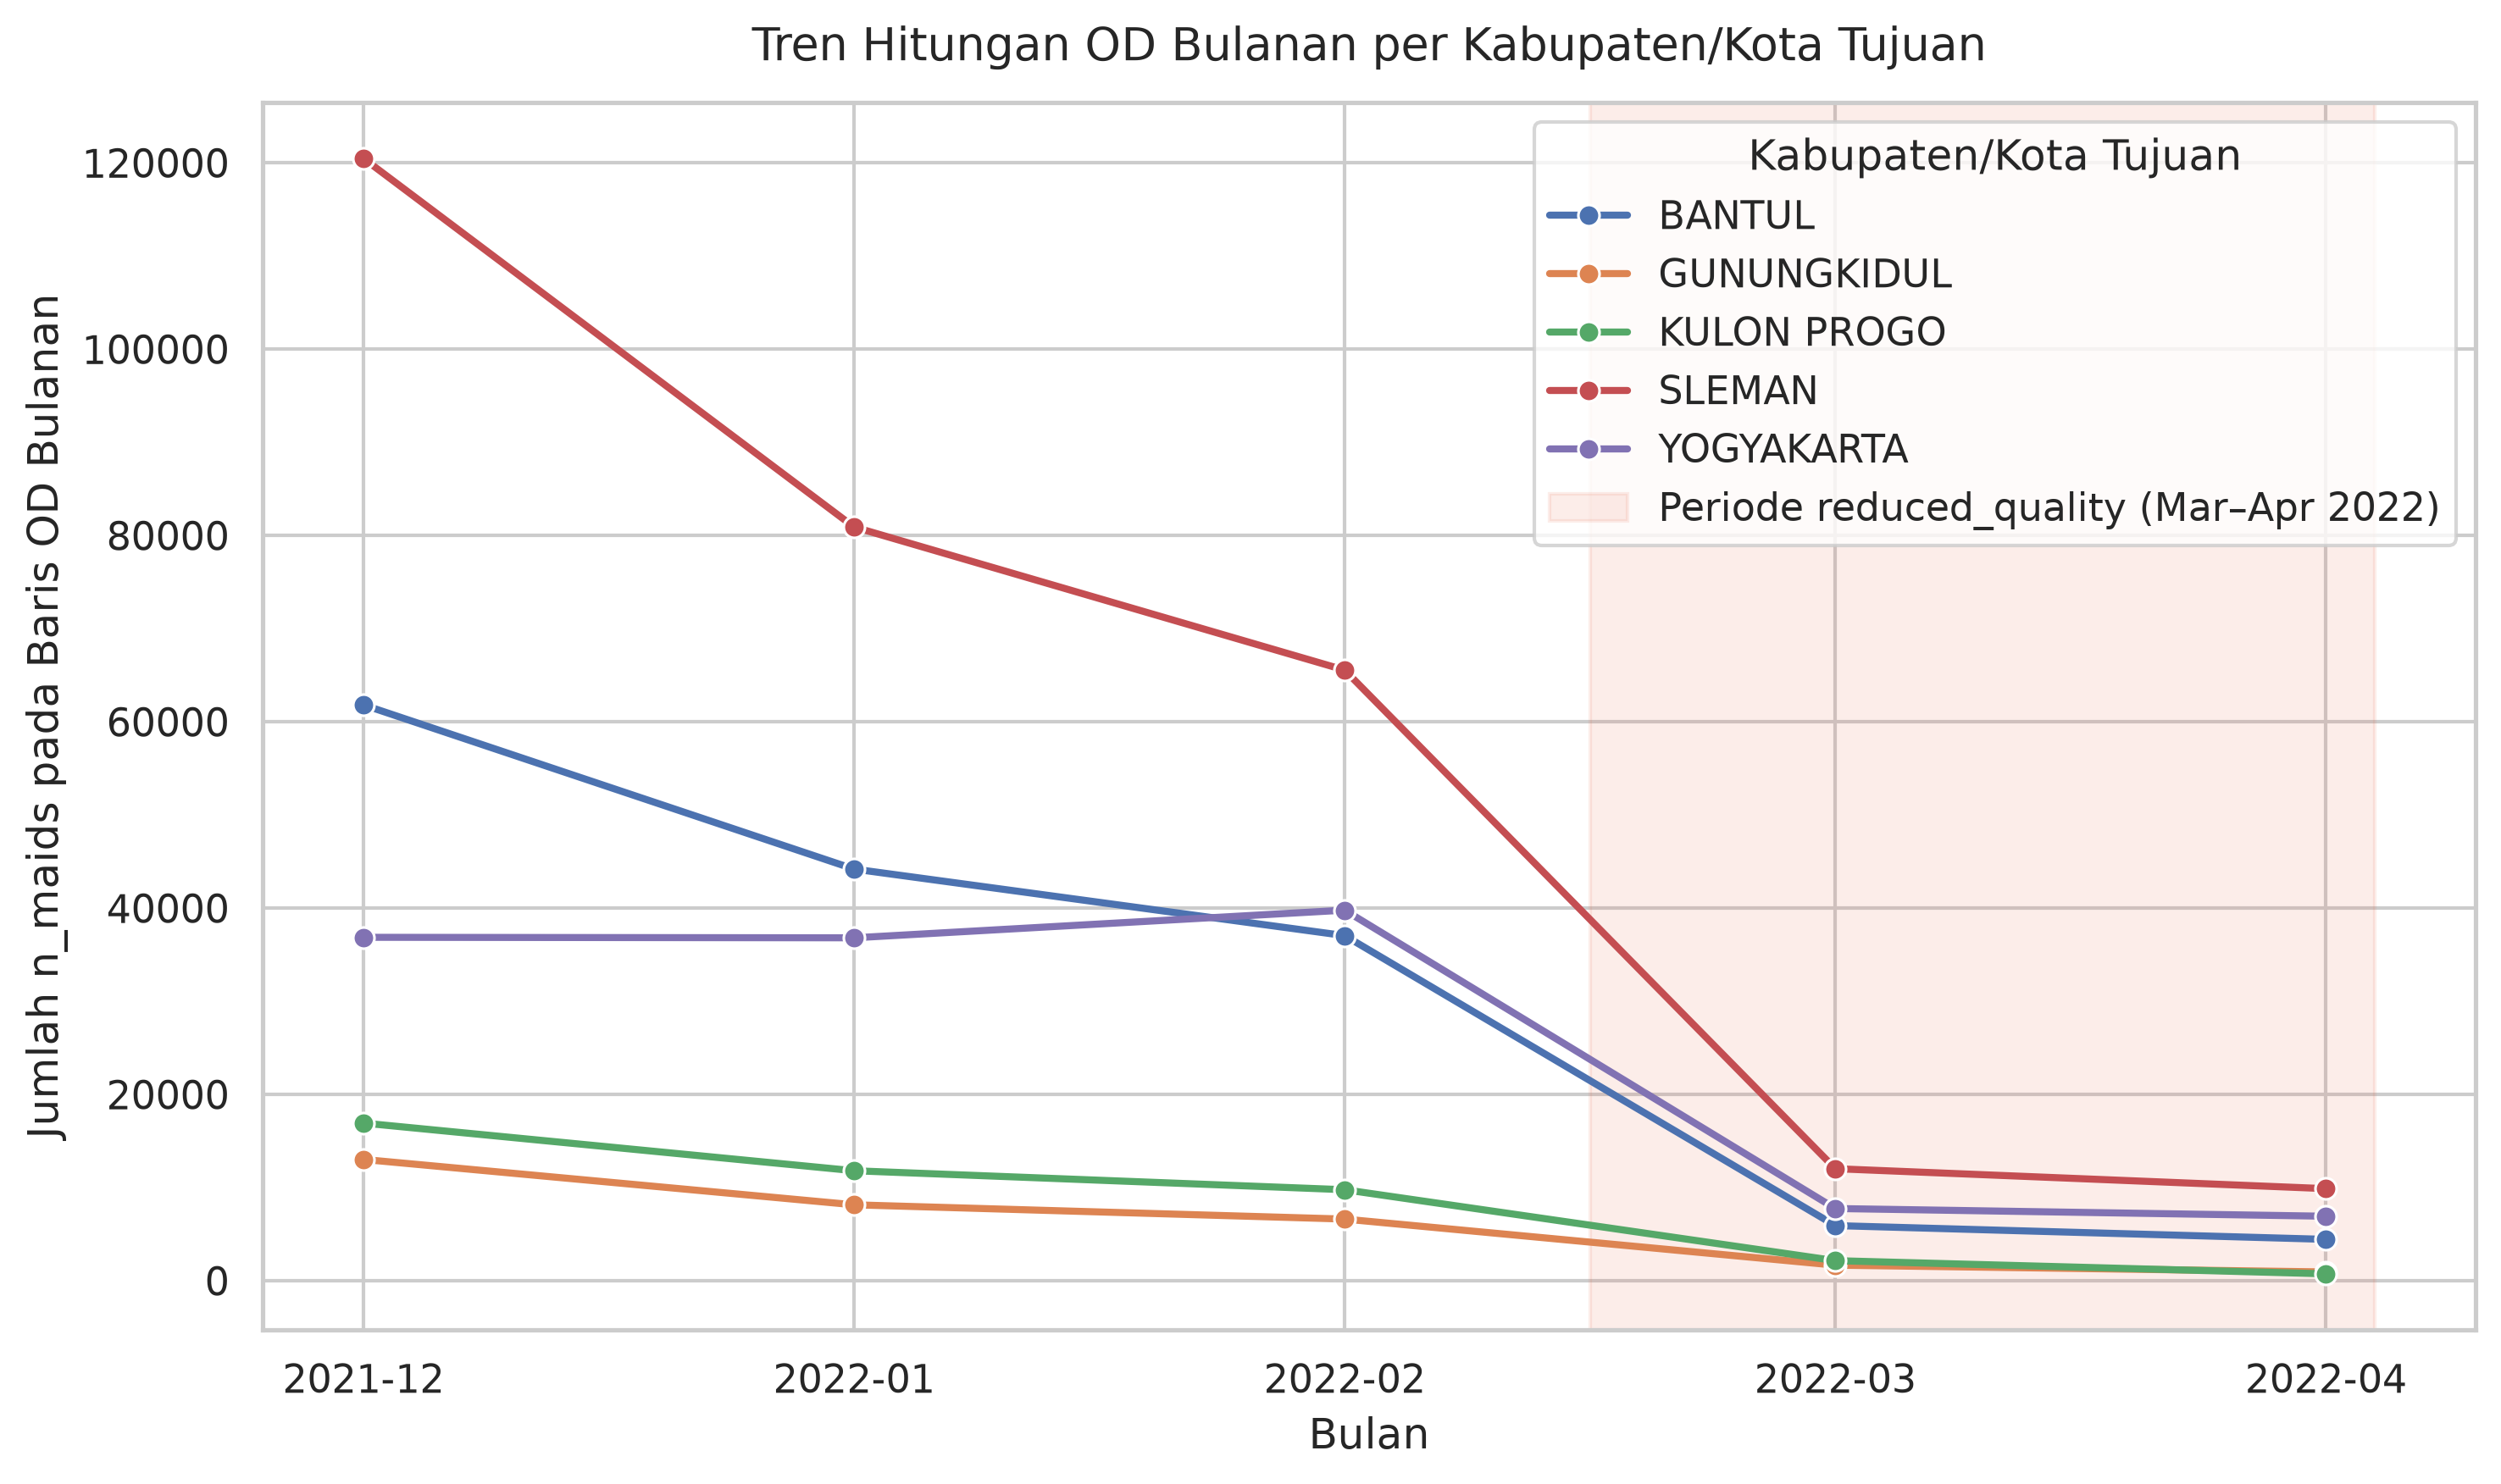 Tren Hitungan OD Bulanan per Kabupaten/Kota Tujuan
Jumlah n_maids pada Baris OD Bulanan
120000
100000
80000
60000
40000
20000
0
Kabupaten/Kota Tujuan
BANTUL
GUNUNGKIDUL
KULON PROGO
SLEMAN
YOGYAKARTA
Periode reduced_quality (Mar–Apr 2022)
2021-12
2022-01
2022-02
2022-03
2022-04
Bulan